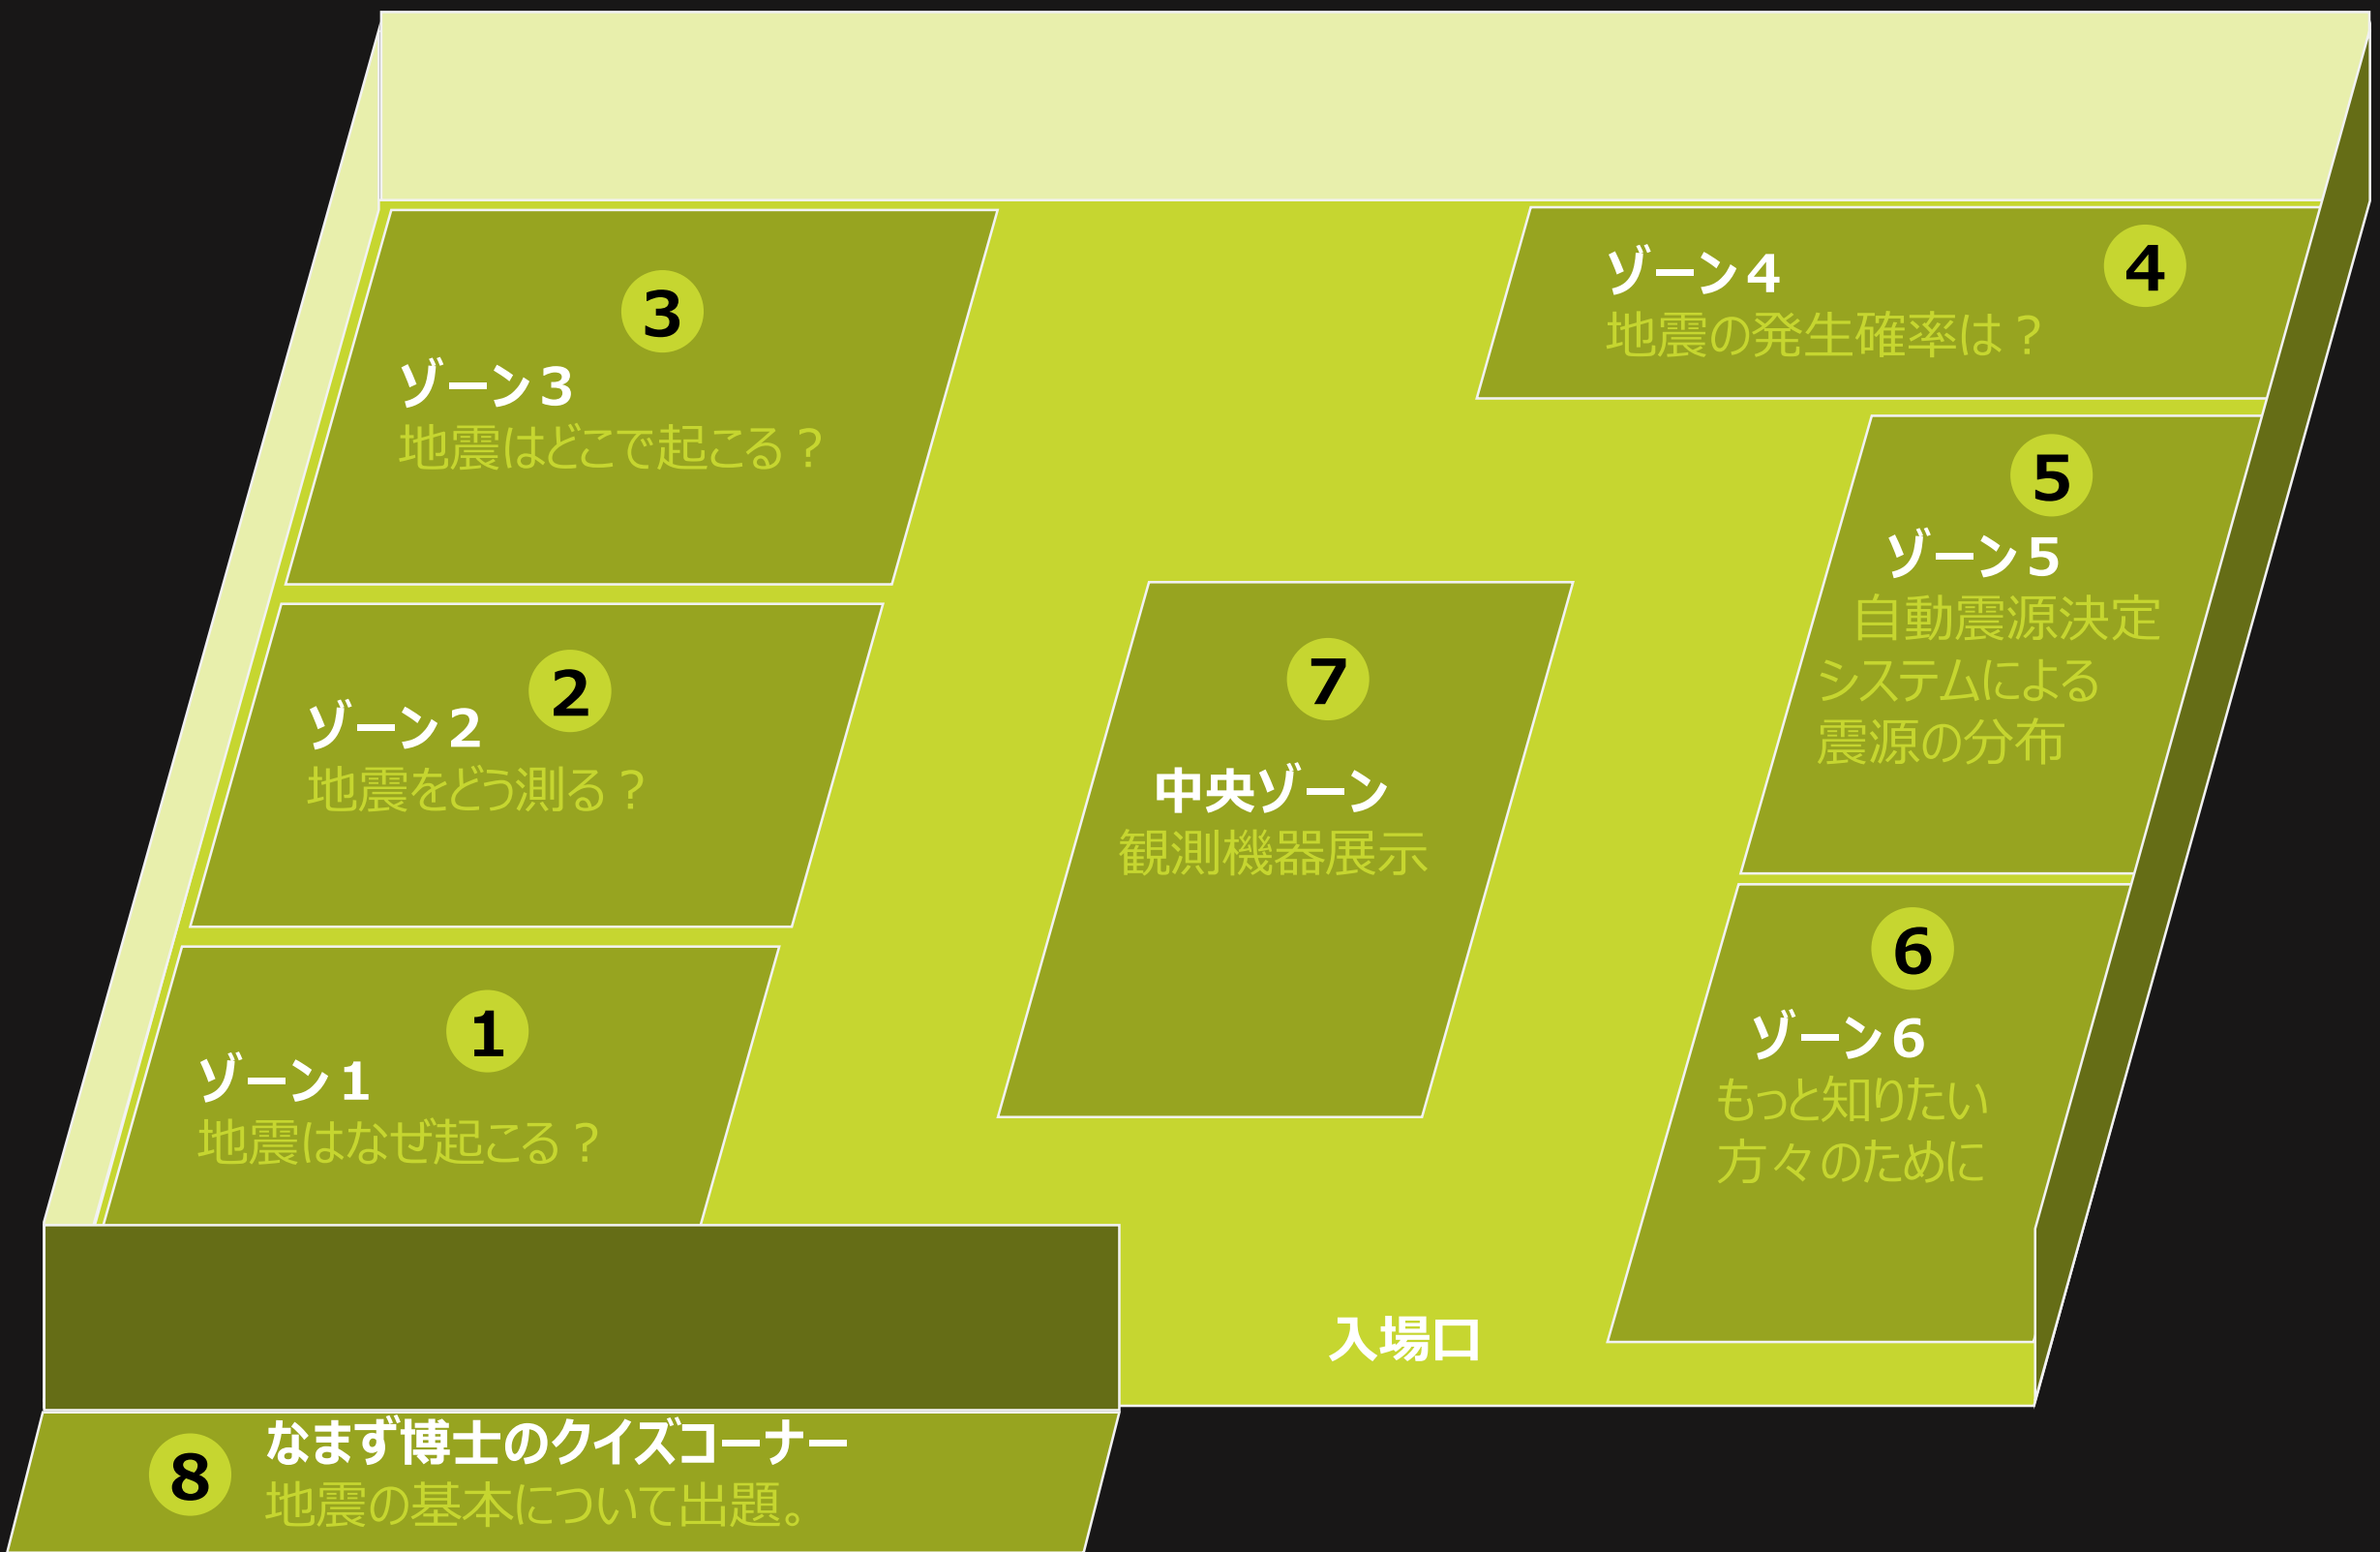 3
ゾーン 3
地震はどこで起こる？
4
ゾーン 4
地震の発生確率は？
5
ゾーン 5
自動震源決定
システムによる
震源の分布
2
ゾーン 2
地震をどう測る？
7
中央ゾーン
観測機器展示
1
ゾーン 1
地震はなぜ起こる？
6
ゾーン 6
もっと知りたい
方々のために
入場口
8
なまず博士のクイズコーナー
地震の基本について出題。